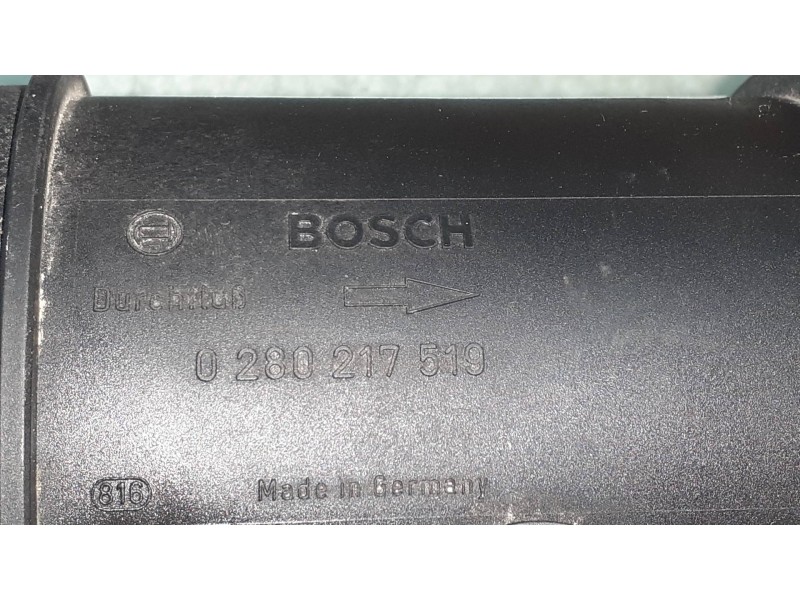 BOSCH
Durchfluß
0 280 217 519
816
Made in Germany